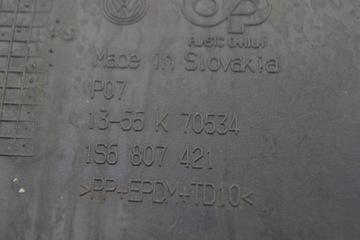 PLASTIC OMNIUM
Made in Slovakia
P07
13-55 K 70534
1S6 807 421
>PP+EPDM+TD10<